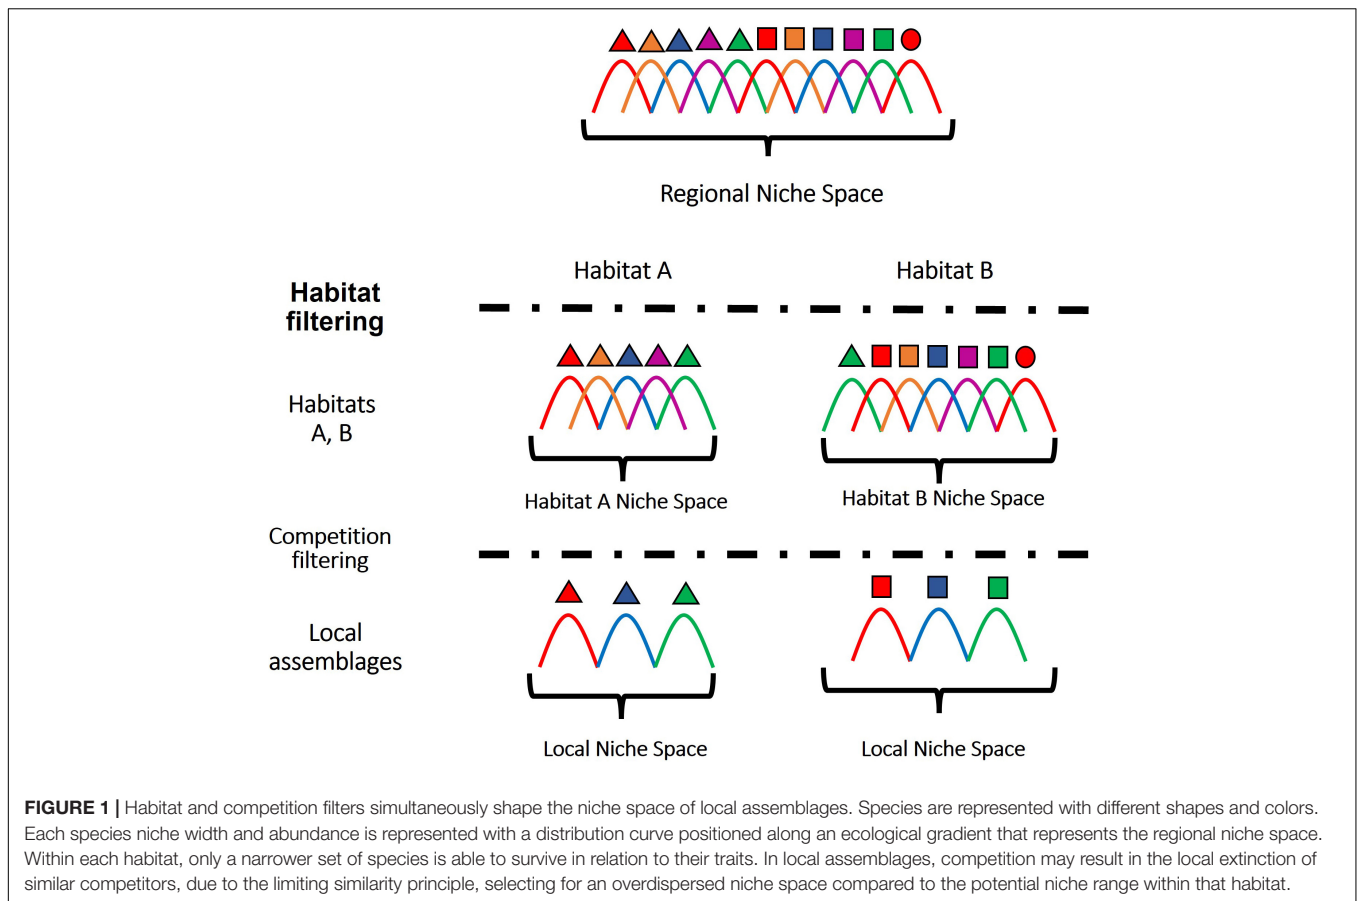 Regional Niche Space
Habitat A
Habitat B
Habitat
filtering
Habitats
A, B
Habitat A Niche Space
Habitat B Niche Space
Competition
filtering
Local
assemblages
Local Niche Space
Local Niche Space
FIGURE 1 | Habitat and competition filters simultaneously shape the niche space of local assemblages. Species are represented with different shapes and colors.
Each species niche width and abundance is represented with a distribution curve positioned along an ecological gradient that represents the regional niche space.
Within each habitat, only a narrower set of species is able to survive in relation to their traits. In local assemblages, competition may result in the local extinction of
similar competitors, due to the limiting similarity principle, selecting for an overdispersed niche space compared to the potential niche range within that habitat.